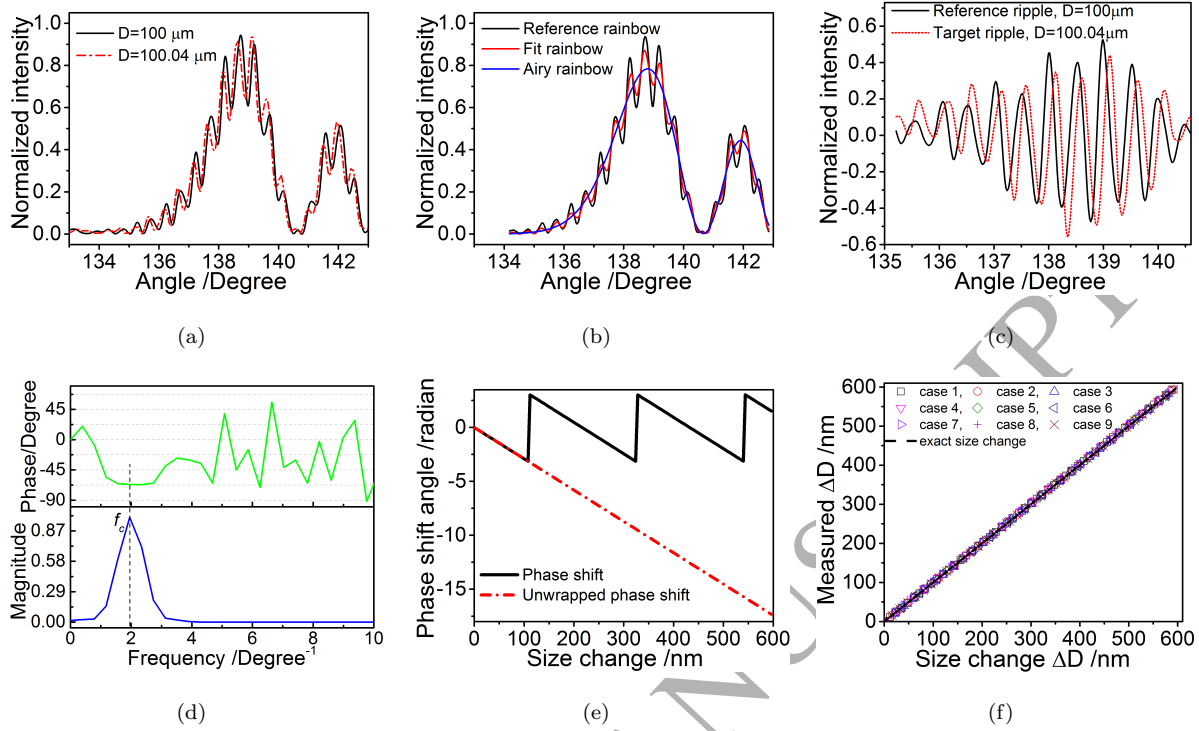 1.0
0.8
0.6
0.4
0.2
0.0
Normalized intensity
D=100 μm
D=100.04 μm
134 136 138 140 142
Angle /Degree
(a)
1.0
0.8
0.6
0.4
0.2
0.0
Normalized intensity
Reference rainbow
Fit rainbow
Airy rainbow
134 136 138 140 142
Angle /Degree
(b)
0.6
0.4
0.2
0.0
-0.2
-0.4
-0.6
Normalized intensity
Reference ripple, D=100μm
Target ripple, D=100.04μm
135 136 137 138 139 140
Angle /Degree
(c)
45
0
-45
-90
Phase/Degree
0.87
0.58
0.29
0.00
Magnitude
fc
0 2 4 6 8 10
Frequency /Degree-1
(d)
0
-5
-10
-15
Phase shift angle /radian
Phase shift
Unwrapped phase shift
0 100 200 300 400 500 600
Size change /nm
(e)
600
500
400
300
200
100
0
Measured ΔD /nm
case 1, case 2, case 3
case 4, case 5, case 6
case 7, case 8, case 9
exact size change
0 100 200 300 400 500 600
Size change ΔD /nm
(f)